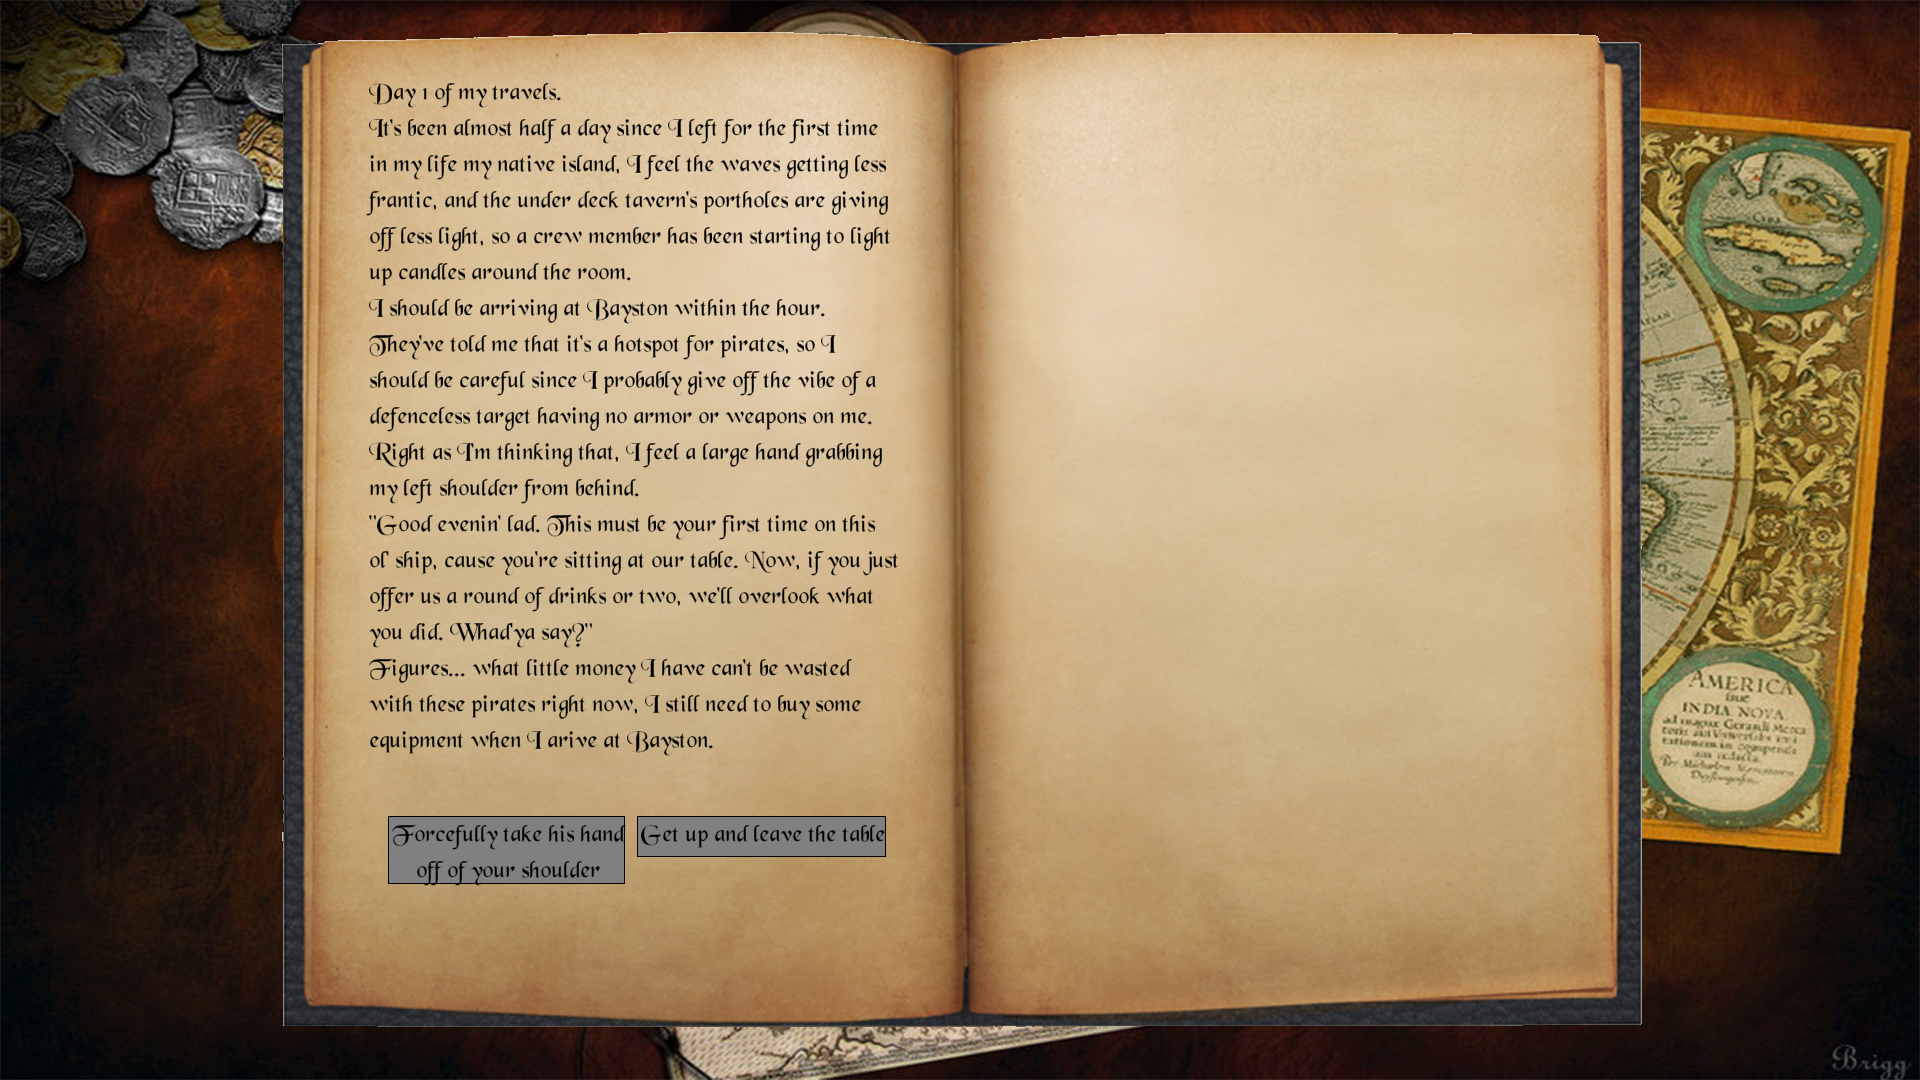 Day 1 of my travels.
It's been almost half a day since I left for the first time
in my life my native island, I feel the waves getting less
frantic, and the under deck tavern's portholes are giving
off less light, so a crew member has been starting to light
up candles around the room.
I should be arriving at Bayston within the hour.
They've told me that it's a hotspot for pirates, so I
should be careful since I probably give off the vibe of a
defenceless target having no armor or weapons on me.
Right as I'm thinking that, I feel a large hand grabbing
my left shoulder from behind.
"Good evenin' lad. This must be your first time on this
ol' ship, cause you're sitting at our table. Now, if you just
offer us a round of drinks or two, we'll overlook what
you did. Whad'ya say?"
Figures... what little money I have can't be wasted
with these pirates right now, I still need to buy some
equipment when I arive at Bayston.
Forcefully take his hand
off of your shoulder
Get up and leave the table
CUBA
AMERICA
siue
INDIA NOVA
Brigg